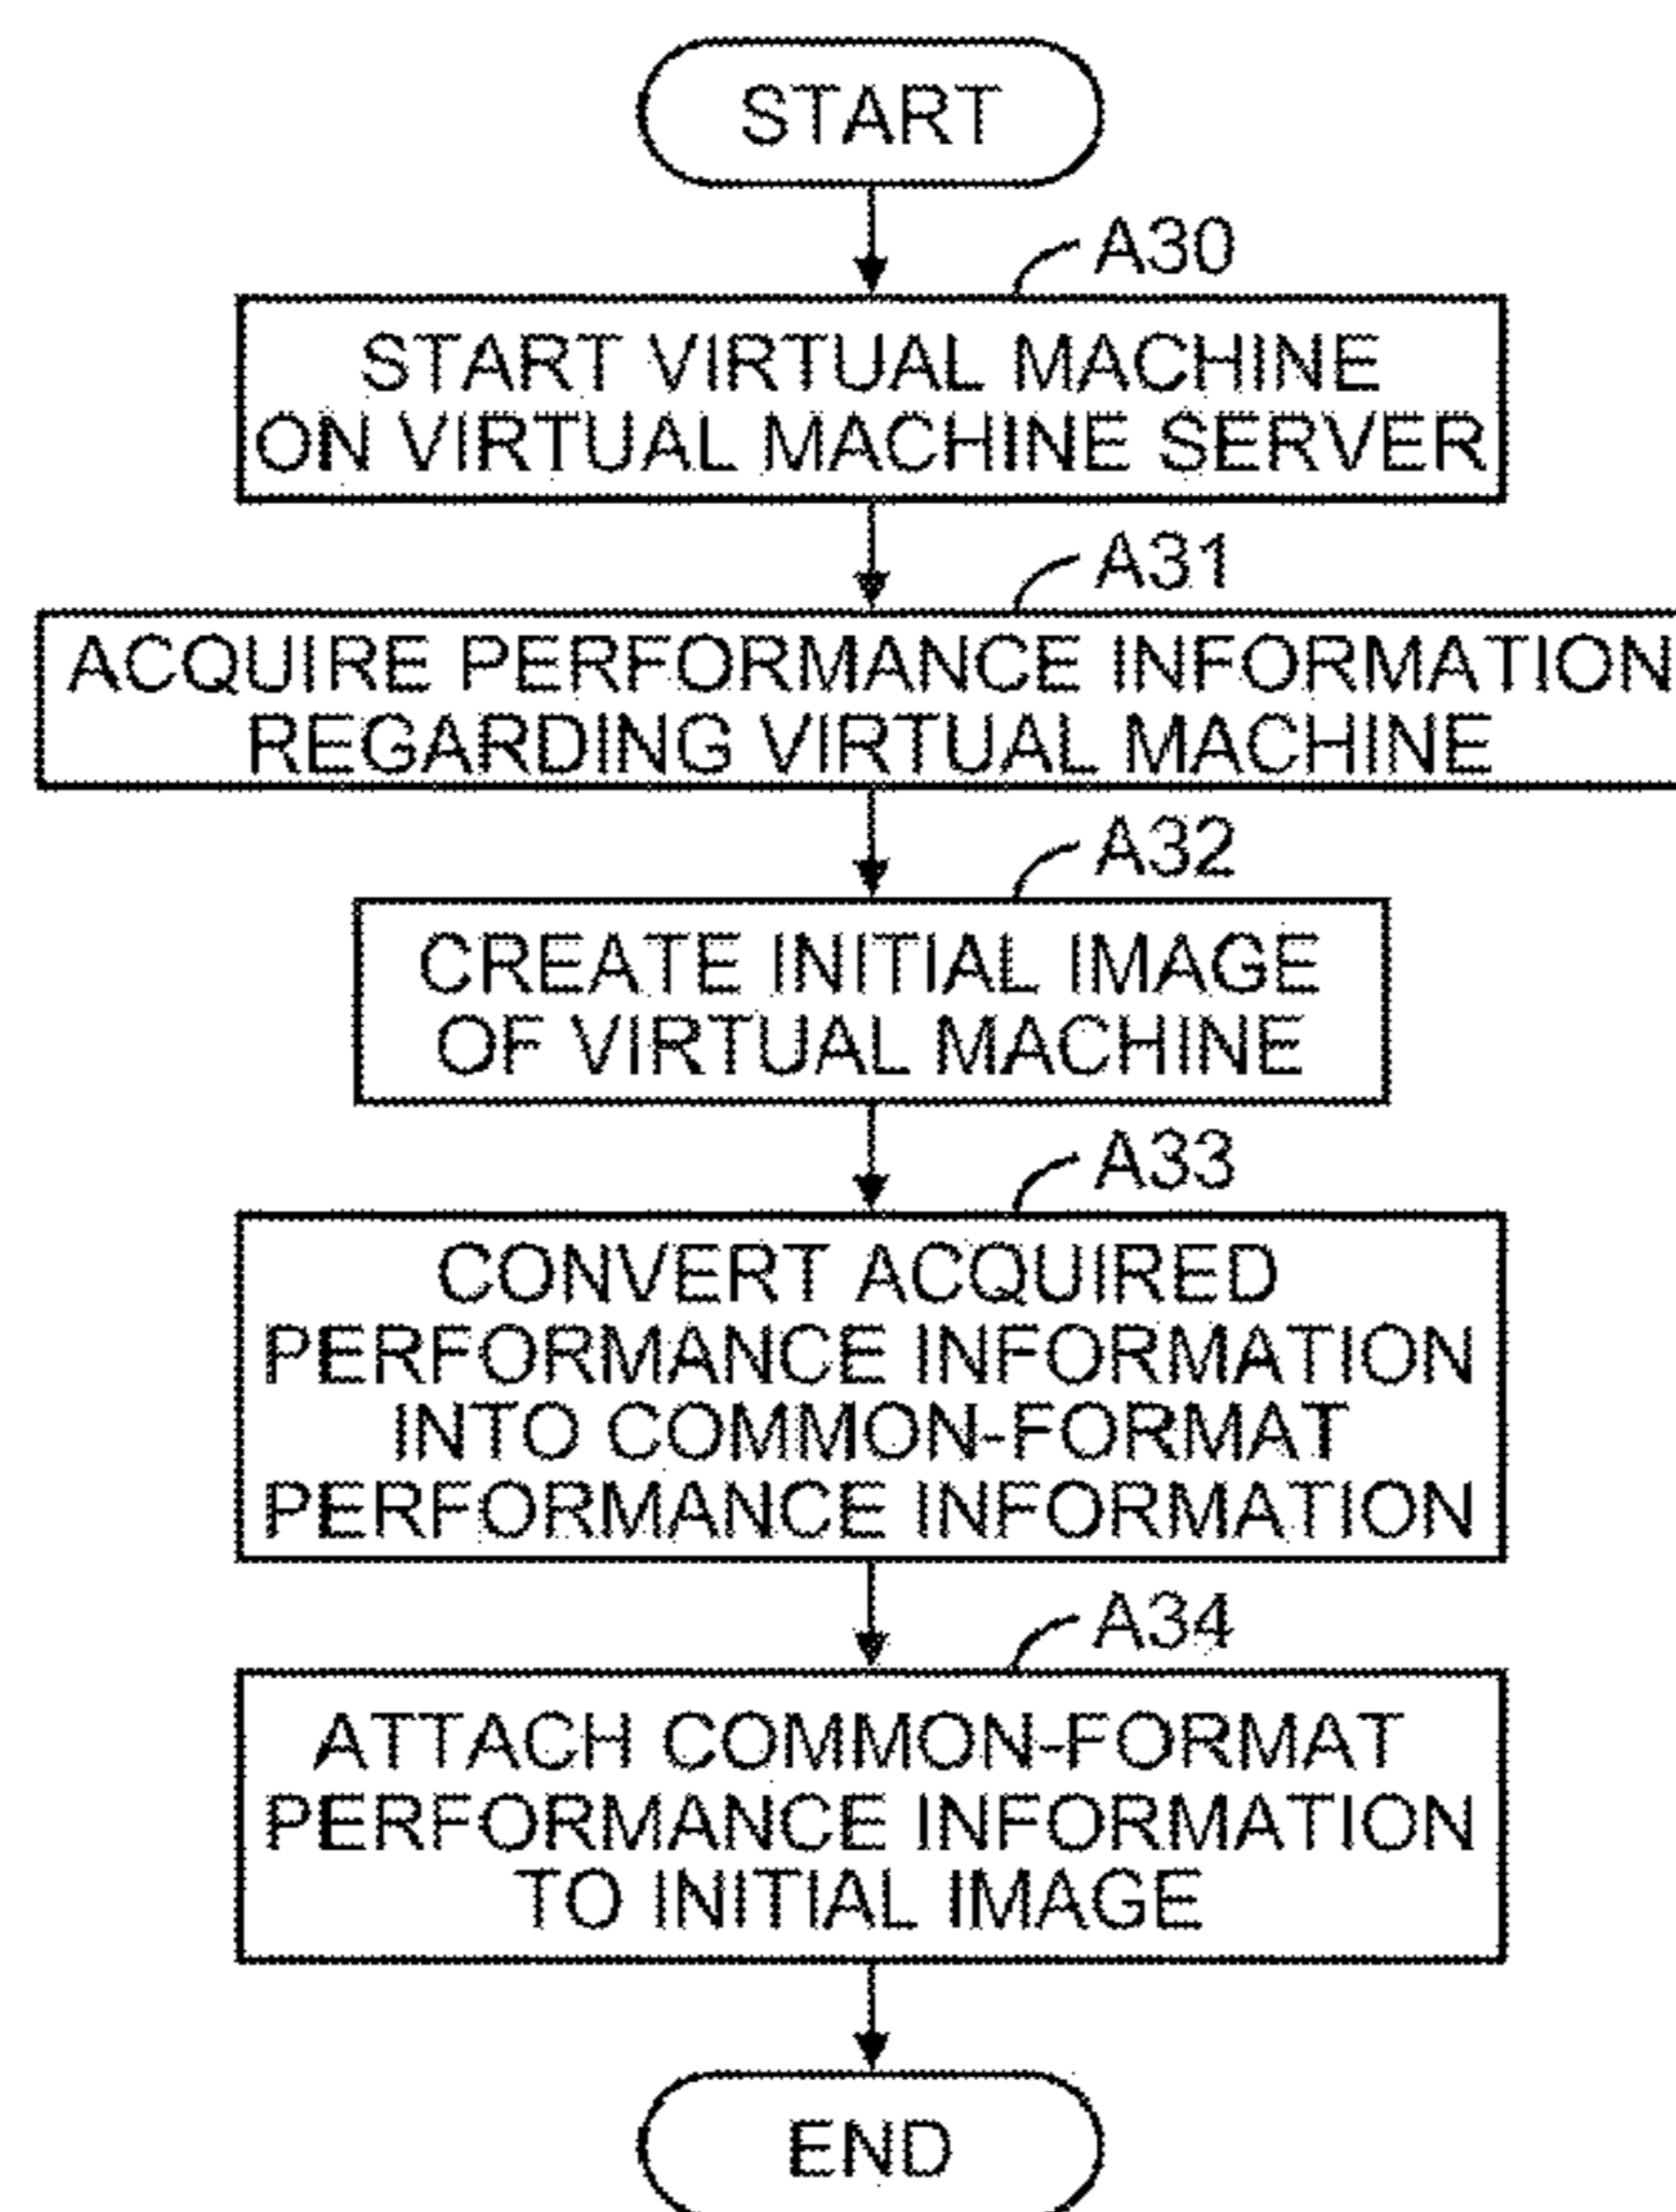 START
A30
START VIRTUAL MACHINE
ON VIRTUAL MACHINE SERVER
A31
ACQUIRE PERFORMANCE INFORMATION
REGARDING VIRTUAL MACHINE
A32
CREATE INITIAL IMAGE
OF VIRTUAL MACHINE
A33
CONVERT ACQUIRED
PERFORMANCE INFORMATION
INTO COMMON-FORMAT
PERFORMANCE INFORMATION
A34
ATTACH COMMON-FORMAT
PERFORMANCE INFORMATION
TO INITIAL IMAGE
END